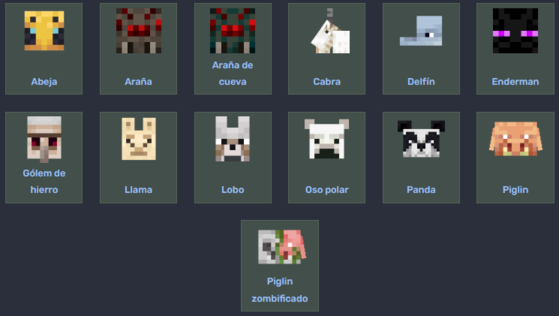 Abeja
Araña
Araña de
cueva
Cabra
Delfín
Enderman
Gólem de
hierro
Llama
Lobo
Oso polar
Panda
Piglin
Piglin
zombificado